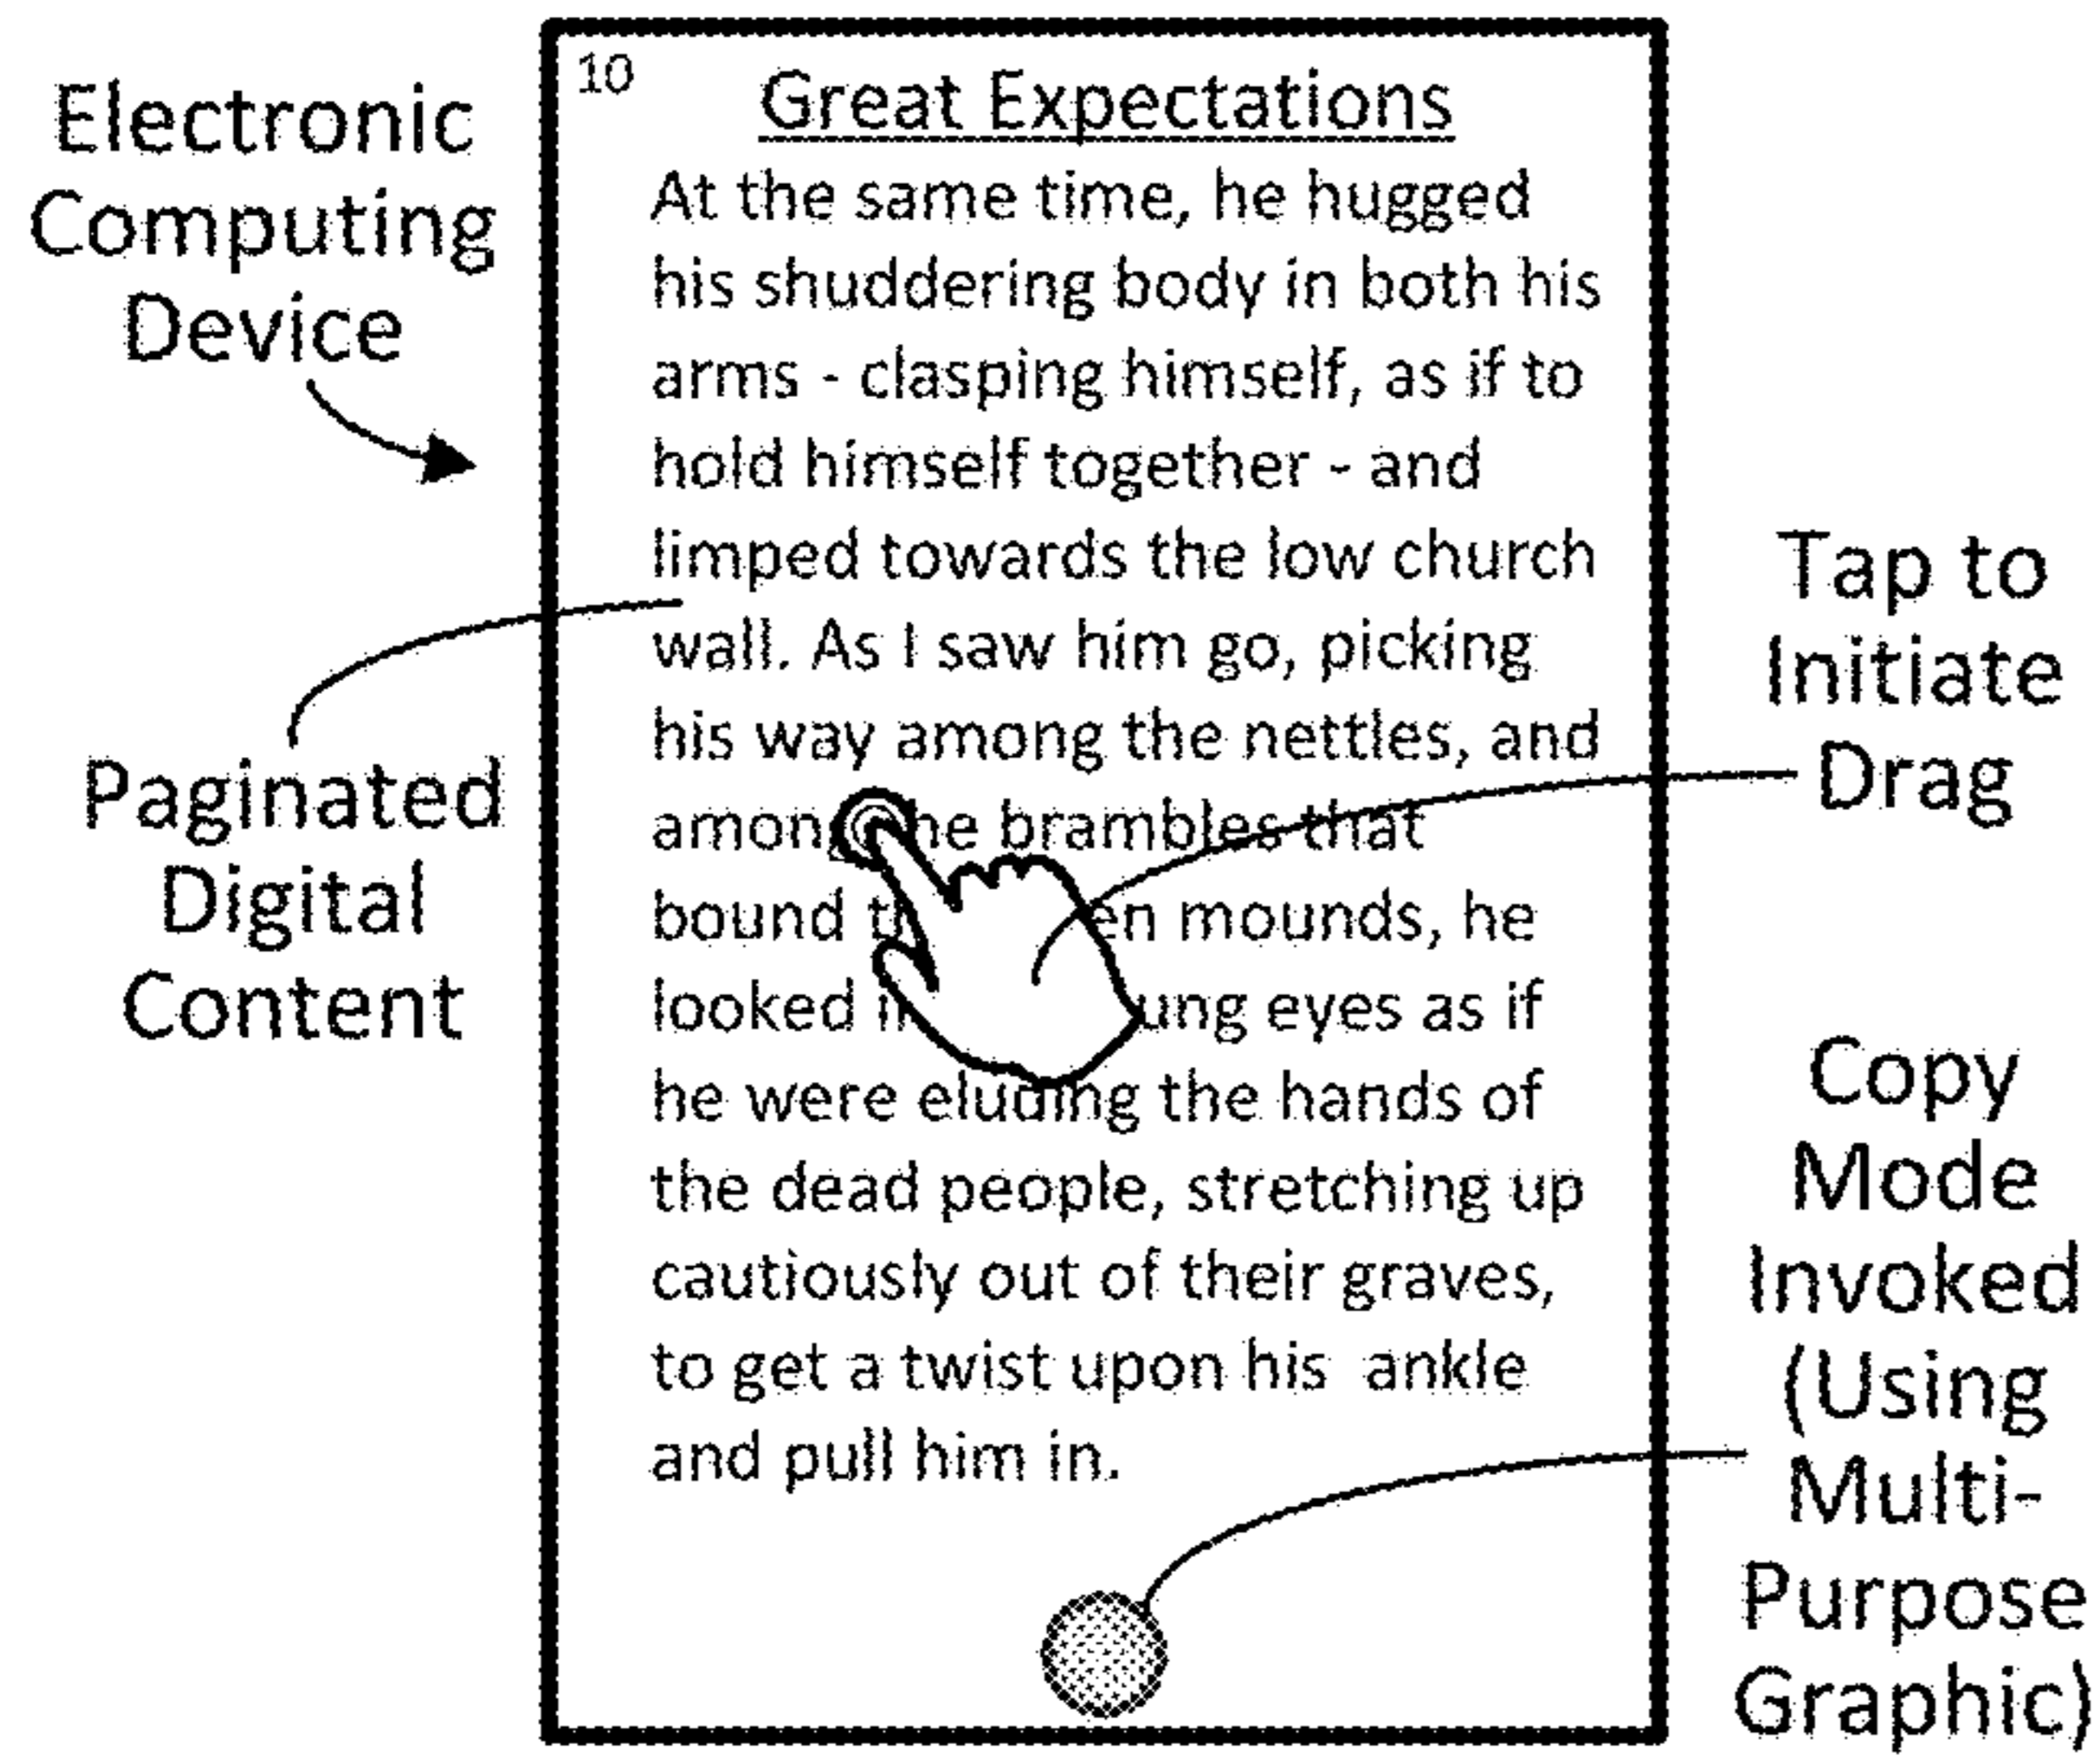 Electronic
Computing
Device
Paginated
Digital
Content
10
Great Expectations
At the same time, he hugged
his shuddering body in both his
arms - clasping himself, as if to
hold himself together - and
limped towards the low church
wall. As I saw him go, picking
his way among the nettles, and
among he brambles that
bound mounds, he
looked eyes as if
he were eluding the hands of
the dead people, stretching up
cautiously out of their graves,
to get a twist upon his ankle
and pull him in.
Tap to
Initiate
Drag
Copy
Mode
Invoked
(Using
Multi-
Purpose
Graphic)